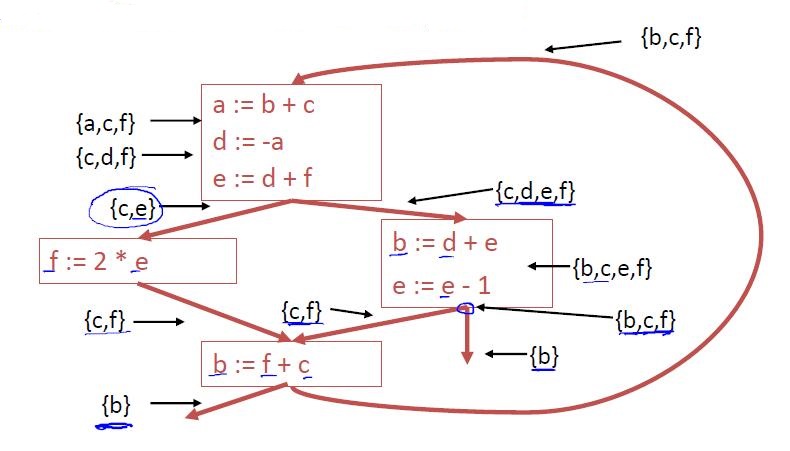 {b,c,f}
a := b + c
{a,c,f}
d := -a
{c,d,f}
e := d + f
{c,d,e,f}
{c,e}
b := d + e
f := 2 * e
{b,c,e,f}
e := e - 1
{c,f}
{c,f}
{b,c,f}
b := f + c
{b}
{b}